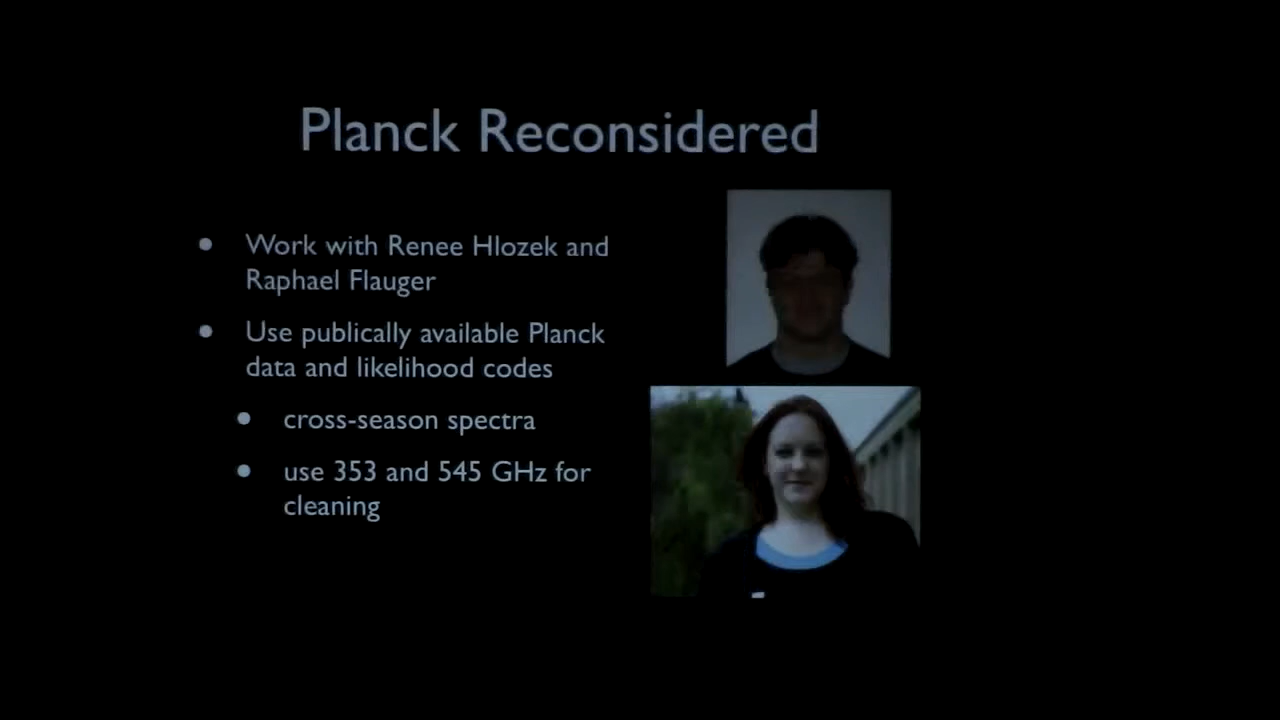 Planck Reconsidered
• Work with Renee Hlozek and
Raphael Flauger
• Use publically available Planck
data and likelihood codes
• cross-season spectra
• use 353 and 545 GHz for
cleaning